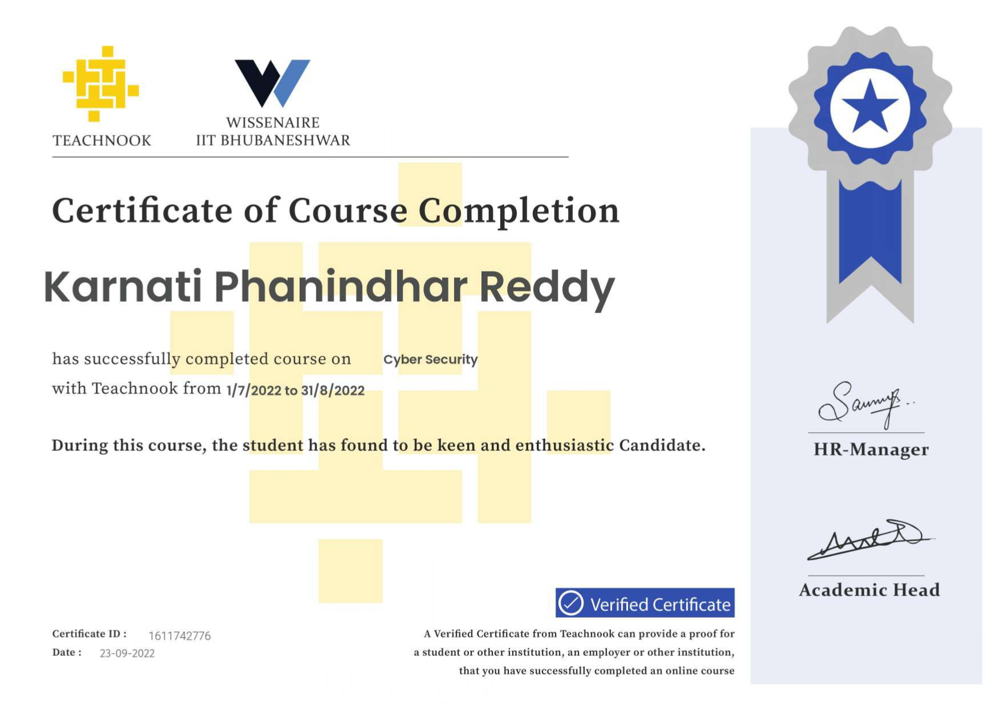 TEACHNOOK
WISSENAIRE
IIT BHUBANESHWAR
Certificate of Course Completion
Karnati Phanindhar Reddy
has successfully completed course on Cyber Security
with Teachnook from 1/7/2022 to 31/8/2022
During this course, the student has found to be keen and enthusiastic Candidate.
HR-Manager
Academic Head
Verified Certificate
A Verified Certificate from Teachnook can provide a proof for
a student or other institution, an employer or other institution,
that you have successfully completed an online course
Certificate ID : 1611742776
Date : 23-09-2022